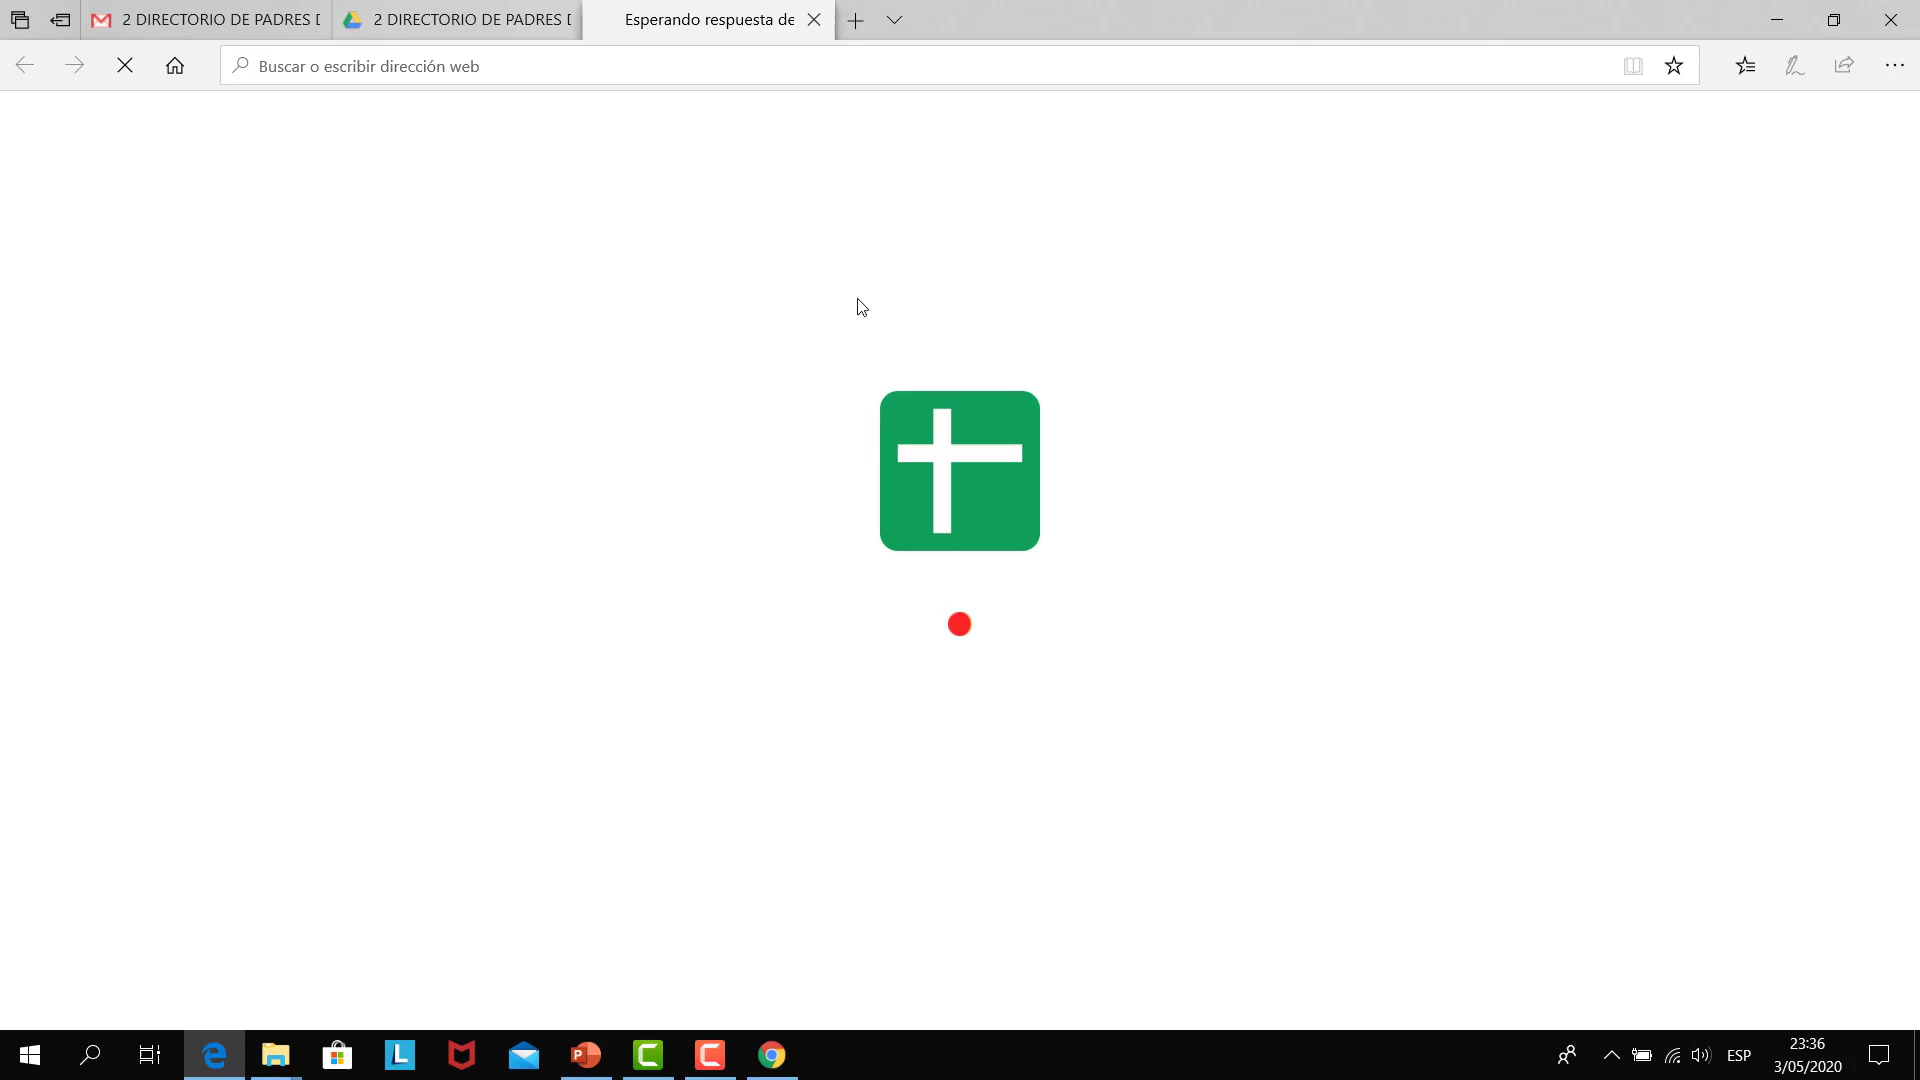 2 DIRECTORIO DE PADRES D
2 DIRECTORIO DE PADRES D
Esperando respuesta de
Buscar o escribir dirección web
ESP
23:36
3/05/2020